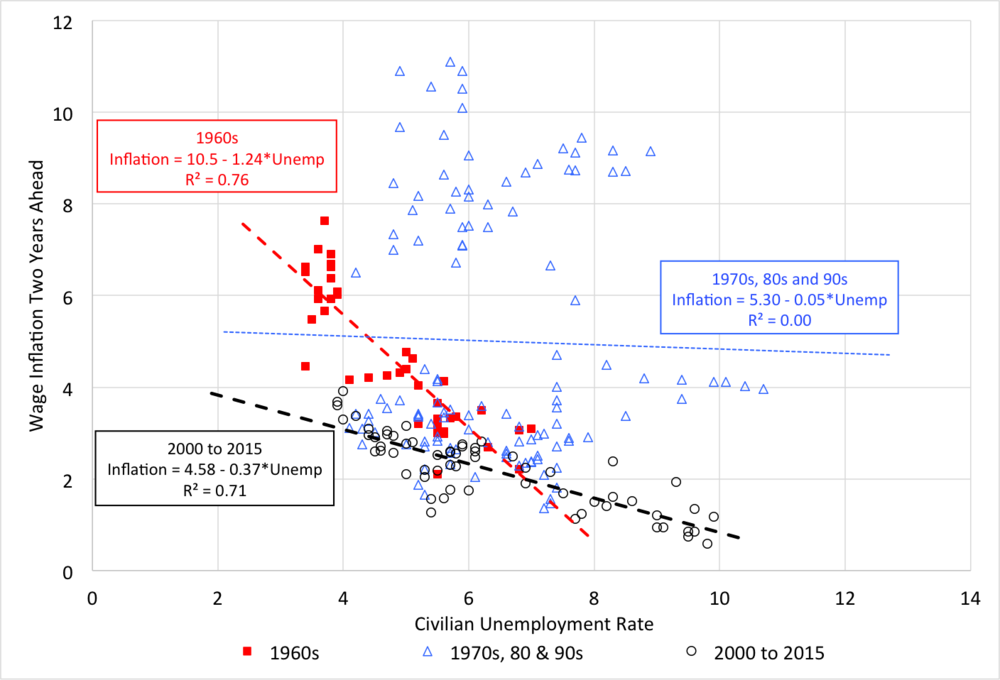 12
10
8
6
4
2
0
Wage Inflation Two Years Ahead
1960s
Inflation = 10.5 - 1.24*Unemp
R² = 0.76
1970s, 80s and 90s
Inflation = 5.30 - 0.05*Unemp
R² = 0.00
2000 to 2015
Inflation = 4.58 - 0.37*Unemp
R² = 0.71
0 2 4 6 8 10 12 14
Civilian Unemployment Rate
1960s 1970s, 80 & 90s 2000 to 2015